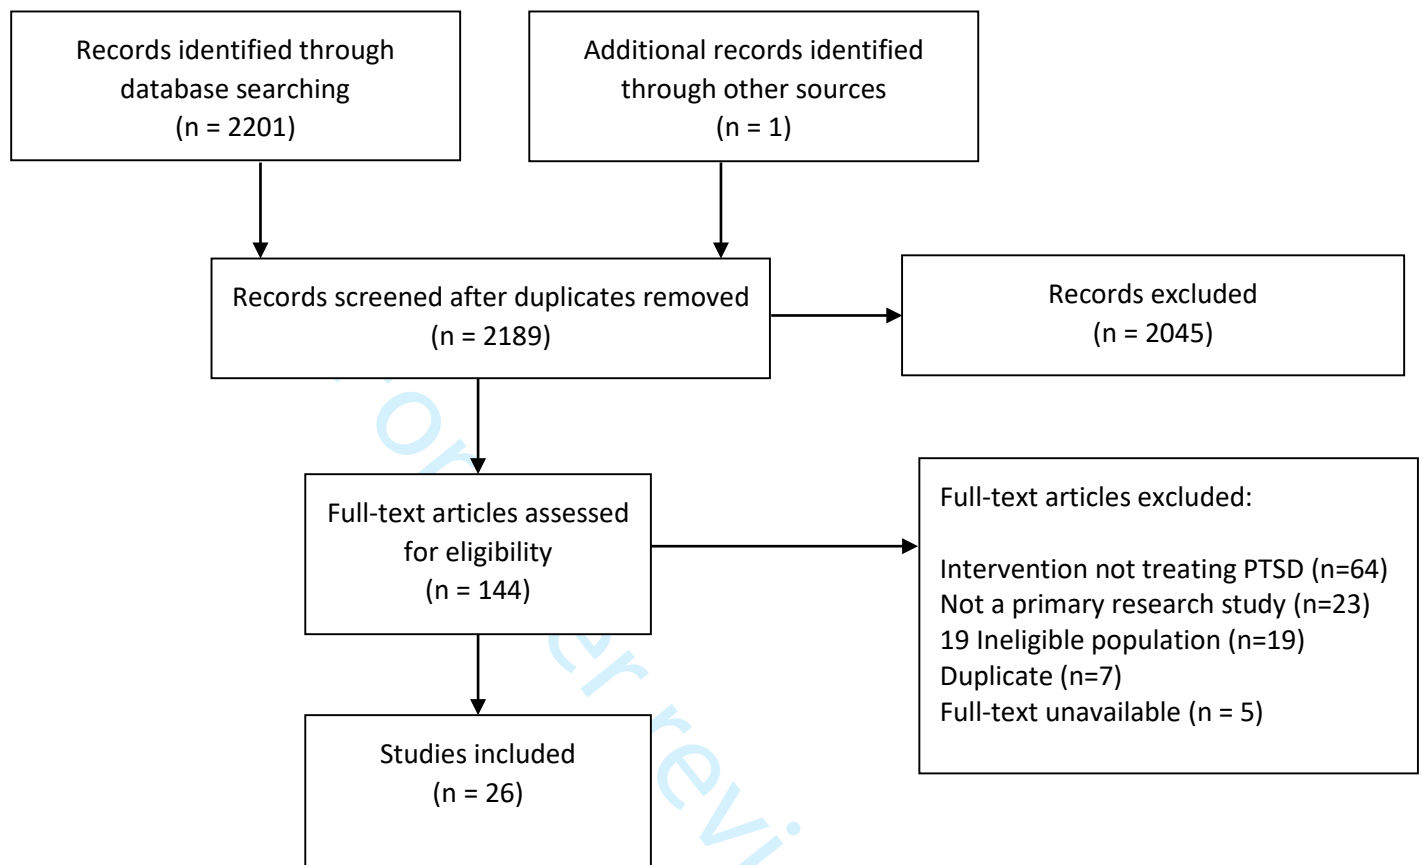 Records identified through
database searching
(n = 2201)
Additional records identified
through other sources
(n = 1)
Records screened after duplicates removed
(n = 2189)
Records excluded
(n = 2045)
Full-text articles assessed
for eligibility
(n = 144)
Full-text articles excluded:
Intervention not treating PTSD (n=64)
Not a primary research study (n=23)
19 Ineligible population (n=19)
Duplicate (n=7)
Full-text unavailable (n = 5)
Studies included
(n = 26)